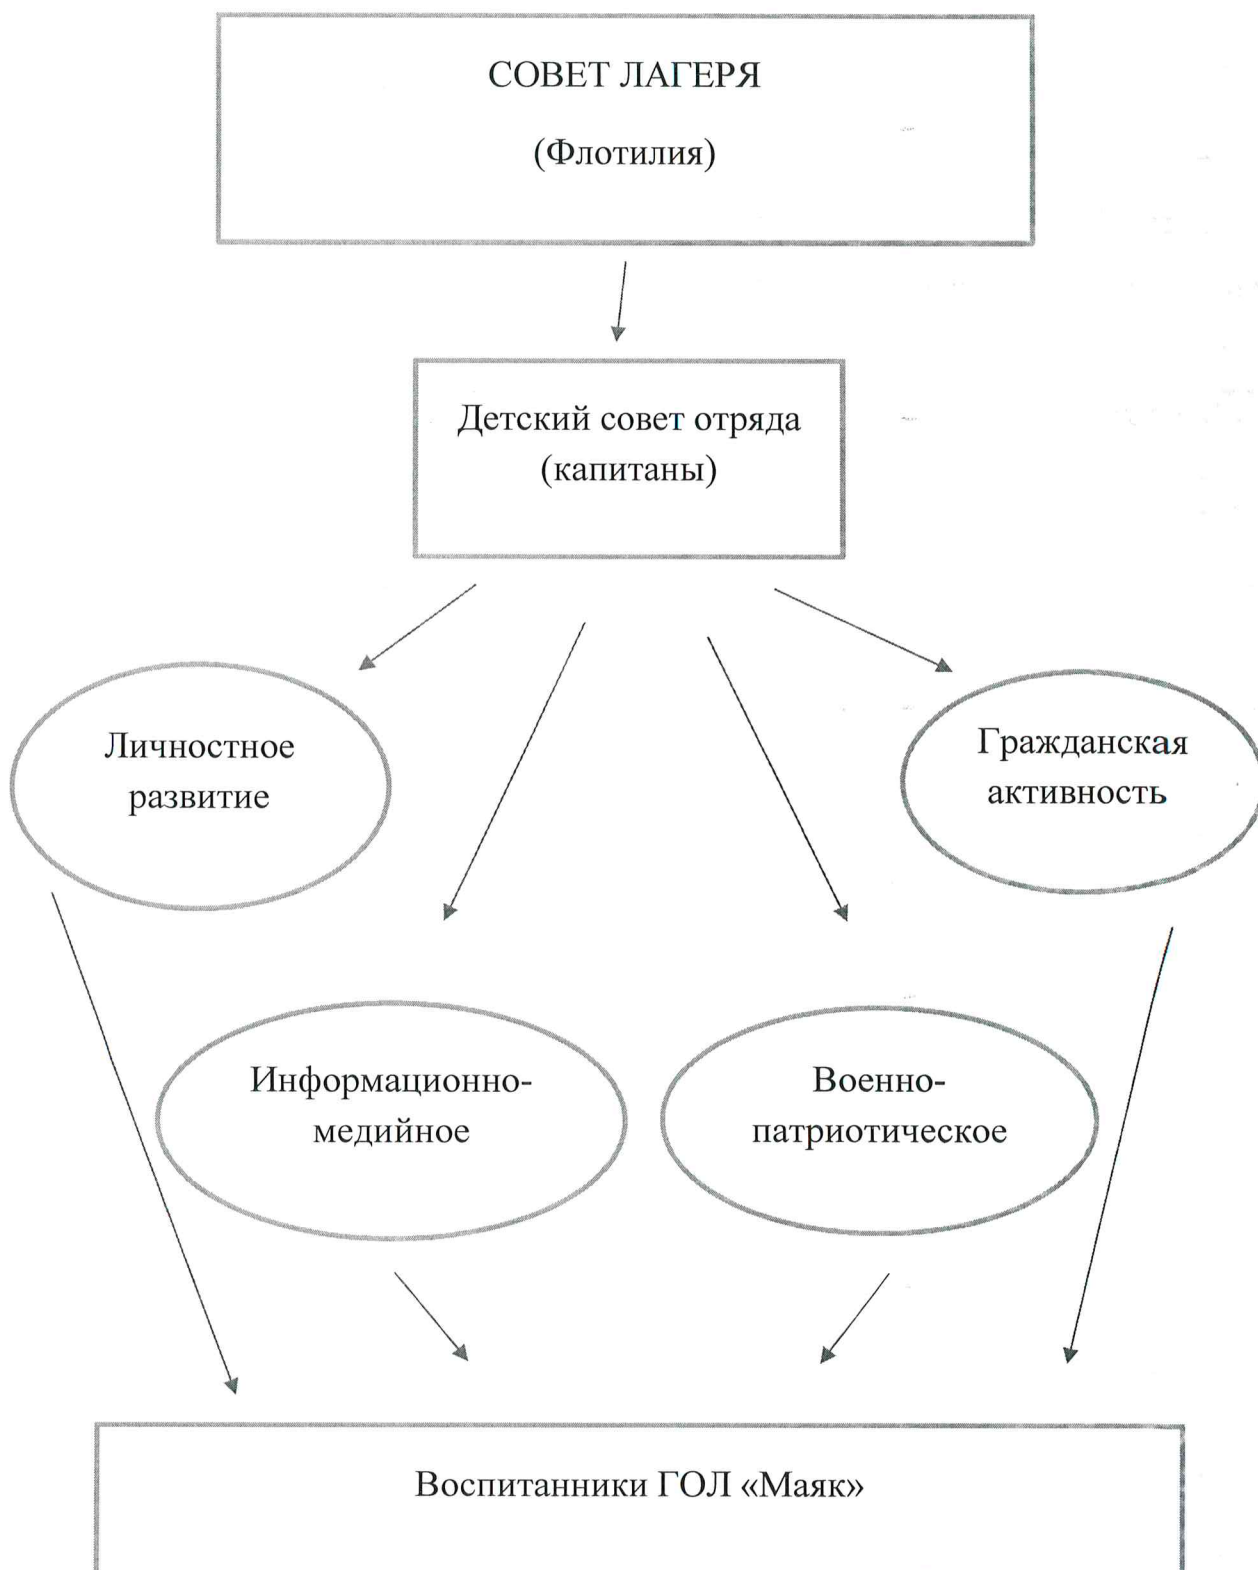 СОВЕТ ЛАГЕРЯ
(Флотилия)
Детский совет отряда
(капитаны)
Личностное
развитие
Гражданская
активность
Информационно-
медийное
Военно-
патриотическое
Воспитанники ГОЛ «Маяк»